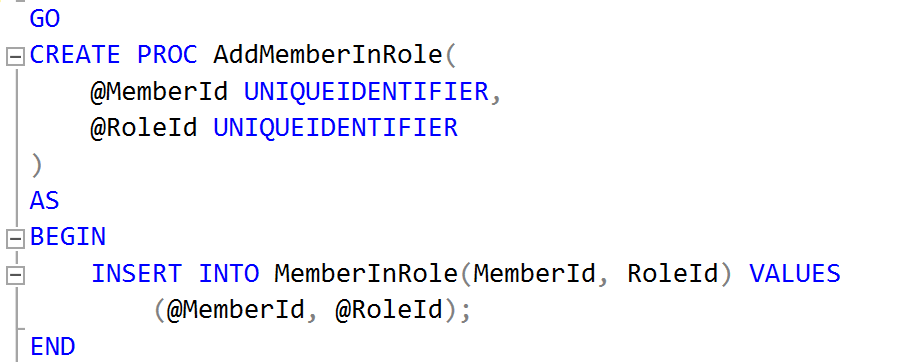 GO
CREATE PROC AddMemberInRole(
    @MemberId UNIQUEIDENTIFIER,
    @RoleId UNIQUEIDENTIFIER
)
AS
BEGIN
    INSERT INTO MemberInRole(MemberId, RoleId) VALUES
        (@MemberId, @RoleId);
END